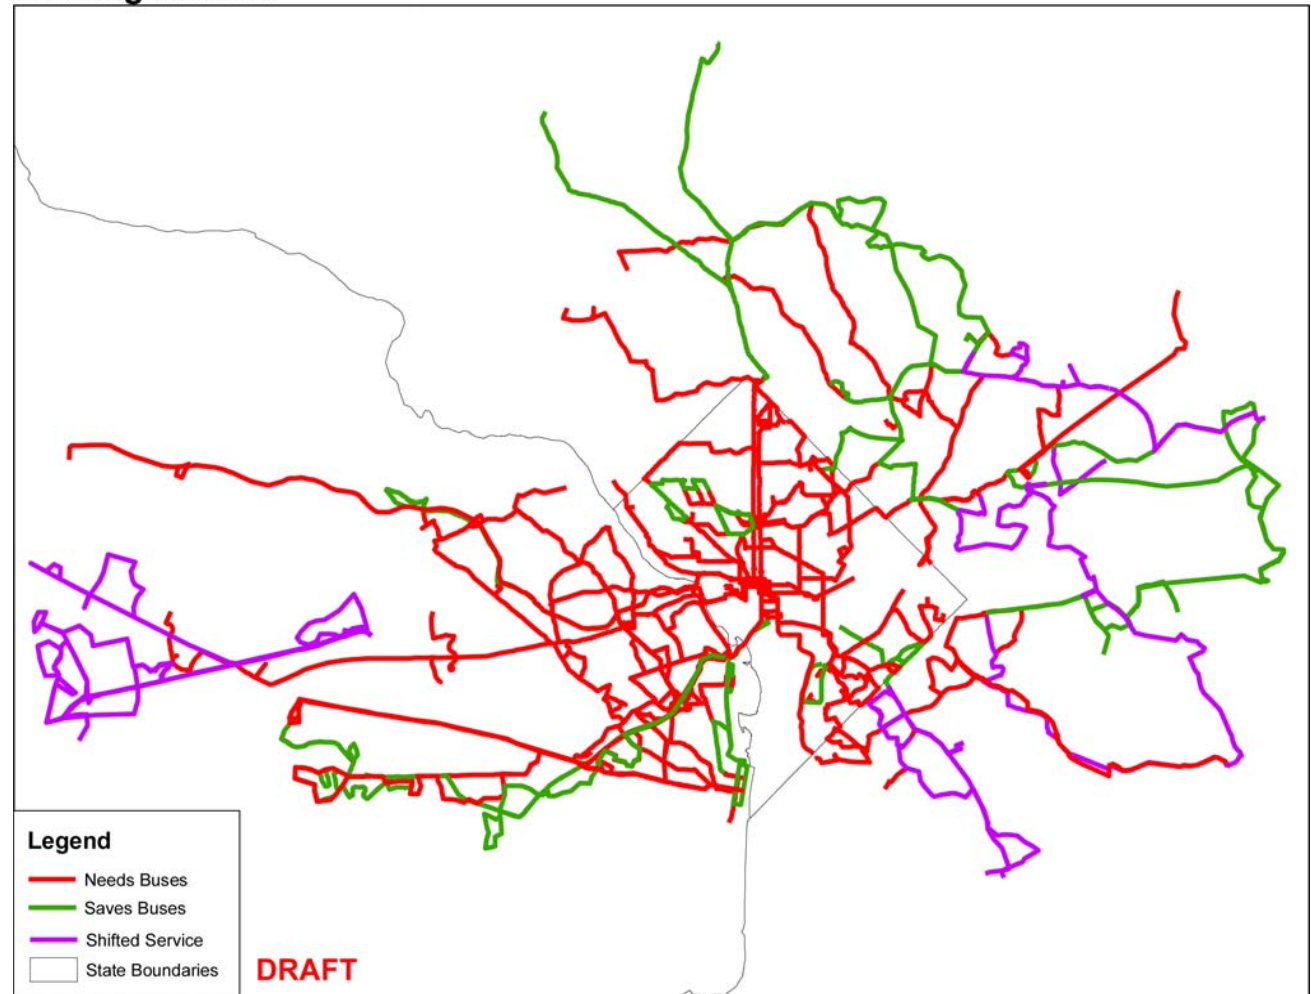 Legend
Needs Buses
Saves Buses
Shifted Service
State Boundaries
DRAFT